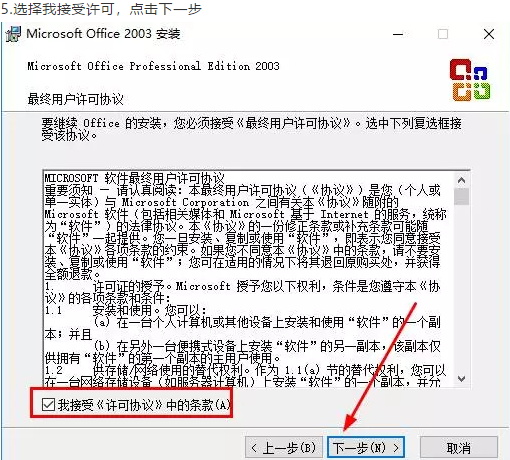 5.选择我接受许可，点击下一步
Microsoft Office 2003 安装
Microsoft Office Professional Edition 2003
最终用户许可协议
要继续 Office 的安装，您必须接受《最终用户许可协议》。选中下列复选框接
受该协议。
MICROSOFT 软件最终用户许可协议
重要须知 — 请认真阅读：本最终用户许可协议（《协议》）是您（个人或
单一实体）与 Microsoft Corporation 之间有关本《协议》随附的
Microsoft 软件（包括相关媒体和 Microsoft 基于 Internet 的服务，统称
为“软件”）的法律协议。本《协议》的一份修正条款或补充条款可能随
“软件”一起提供。您一旦安装、复制或使用“软件”，即表示您同意接受
本《协议》各项条款的约束。如果您不同意本《协议》中的条款，请不要安
装、复制或使用“软件”；您可在适用的情况下将其退回原购买处，并获得
全额退款。
1. 许可证的授予。Microsoft 授予您以下权利，条件是您遵守本《协
议》的各项条款和条件：
1.1 安装和使用。您可以：
(a) 在一台个人计算机或其他设备上安装和使用“软件”的一个副
本；并且
(b) 在另外一台便携式设备上安装“软件”的另一副本，该副本仅
供拥有“软件”的第一个副本的主用户使用。
1.2 供存储/网络使用的替代权利。作为 1.1(a) 节的替代权利，您可以
在一台网络存储设备（如服务器计算机）上安装“软件”的一个副本，并允
我接受《许可协议》中的条款(A)
< 上一步(B) 下一步(N) > 取消